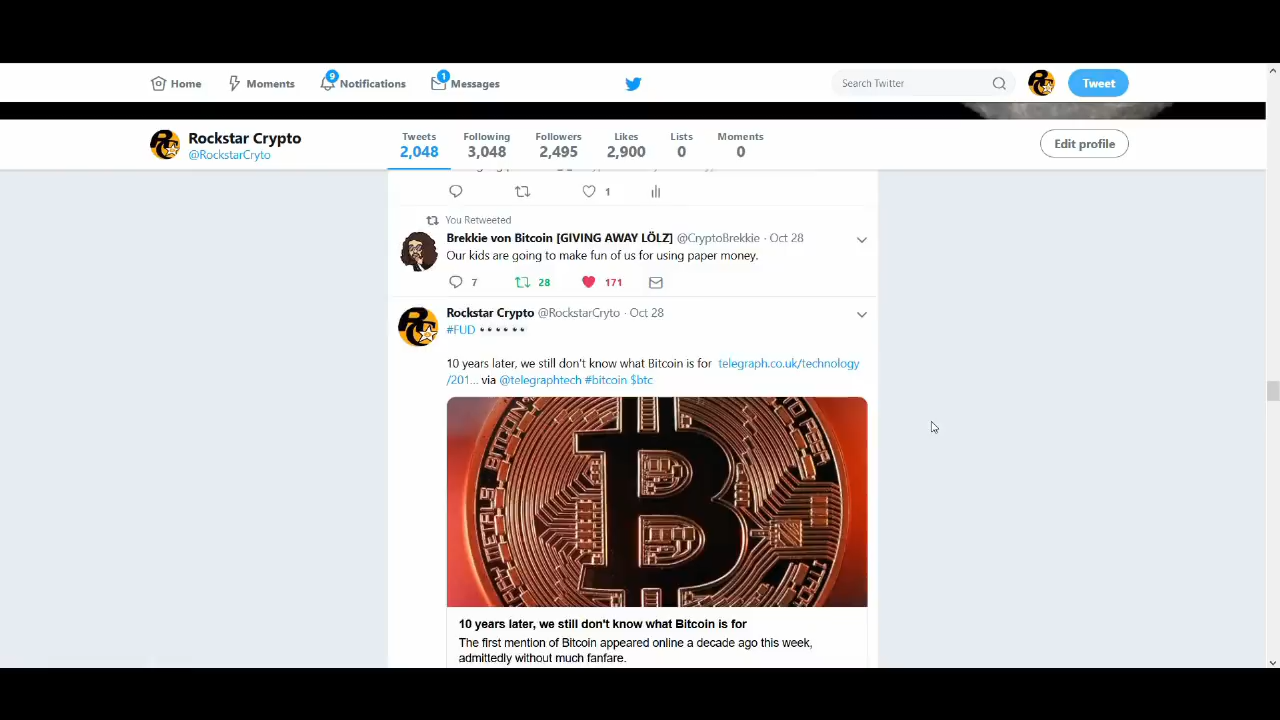 Home Moments 9 Notifications 1 Messages Search Twitter Tweet
Rockstar Crypto
@RockstarCryto
Tweets Following Followers Likes Lists Moments
2,048 3,048 2,495 2,900 0 0
Edit profile
1
You Retweeted
Brekkie von Bitcoin [GIVING AWAY LÖLZ] @CryptoBrekkie · Oct 28
Our kids are going to make fun of us for using paper money.
7 28 171
Rockstar Crypto @RockstarCryto · Oct 28
#FUD
10 years later, we still don't know what Bitcoin is for telegraph.co.uk/technology
/201... via @telegraphtech #bitcoin $btc
BITCOIN
10 years later, we still don't know what Bitcoin is for
The first mention of Bitcoin appeared online a decade ago this week,
admittedly without much fanfare.